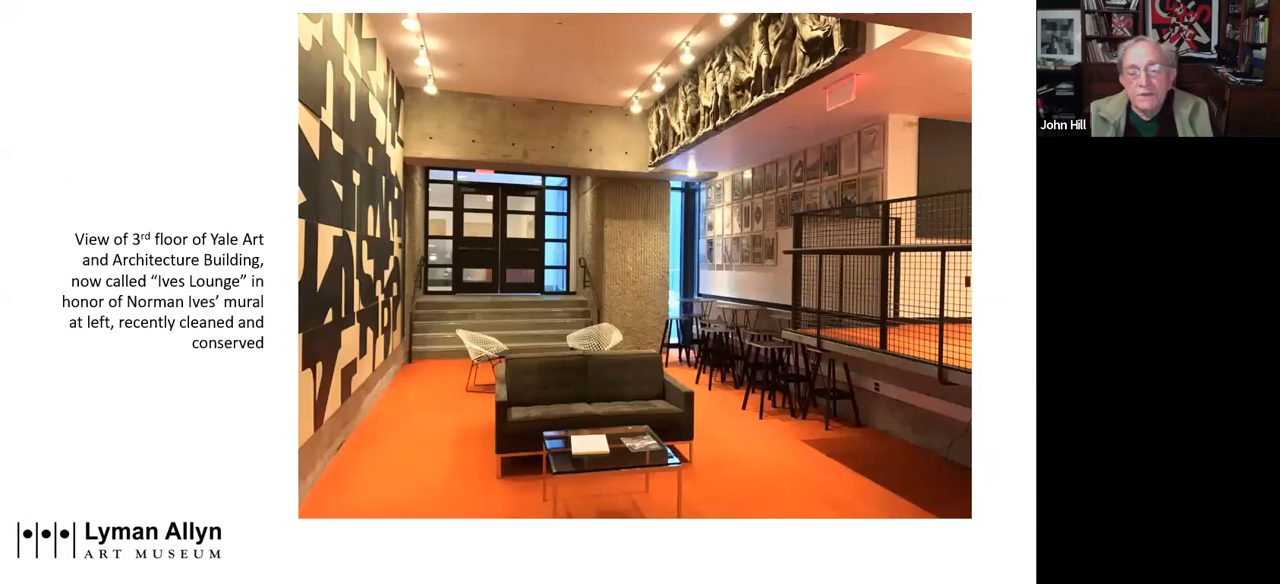 View of 3rd floor of Yale Art
and Architecture Building,
now called “Ives Lounge” in
honor of Norman Ives’ mural
at left, recently cleaned and
conserved
Lyman Allyn
ART MUSEUM
John Hill